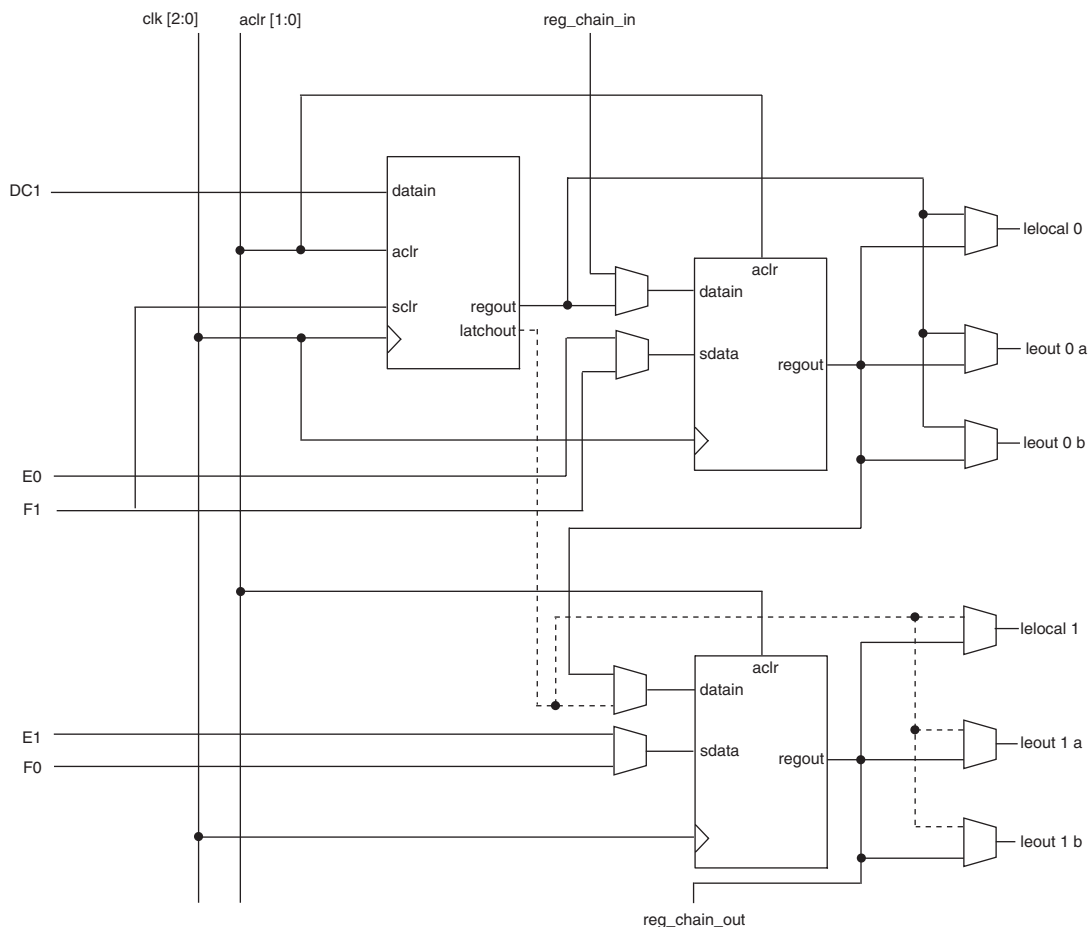 clk [2:0]
aclr [1:0]
reg_chain_in
DC1
datain
aclr
sclr
regout
latchout
aclr
datain
sdata
regout
lelocal 0
leout 0 a
leout 0 b
E0
F1
aclr
datain
sdata
regout
lelocal 1
leout 1 a
leout 1 b
E1
F0
reg_chain_out